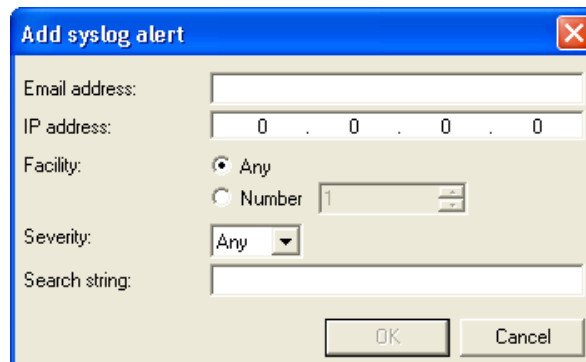 Add syslog alert
Email address:
IP address: 0 . 0 . 0 . 0
Facility: Any
Number 1
Severity: Any
Search string:
OK Cancel